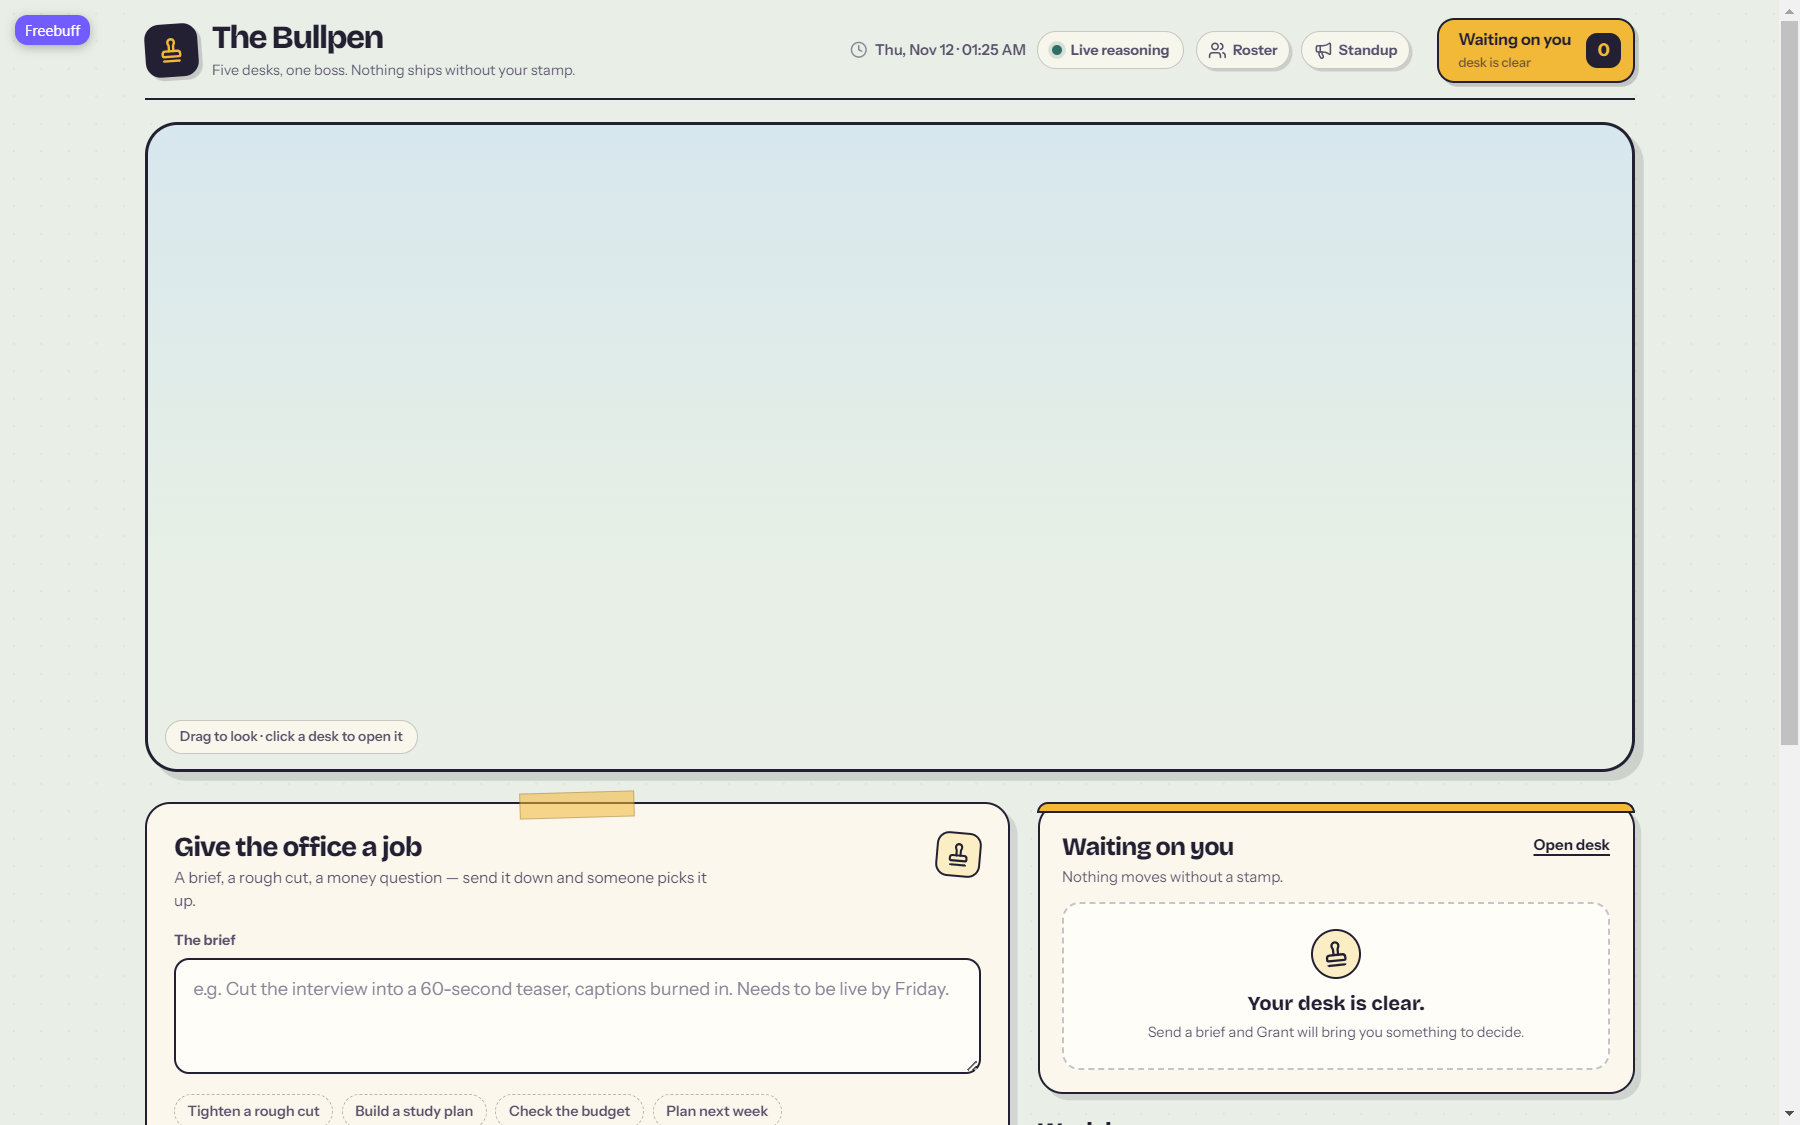 Freebuff
The Bullpen
Five desks, one boss. Nothing ships without your stamp.
Thu, Nov 12 · 01:25 AM
Live reasoning
Roster
Standup
Waiting on you
desk is clear
0
Drag to look · click a desk to open it
Give the office a job
A brief, a rough cut, a money question — send it down and someone picks it
up.
The brief
e.g. Cut the interview into a 60-second teaser, captions burned in. Needs to be live by Friday.
Tighten a rough cut
Build a study plan
Check the budget
Plan next week
Waiting on you
Open desk
Nothing moves without a stamp.
Your desk is clear.
Send a brief and Grant will bring you something to decide.